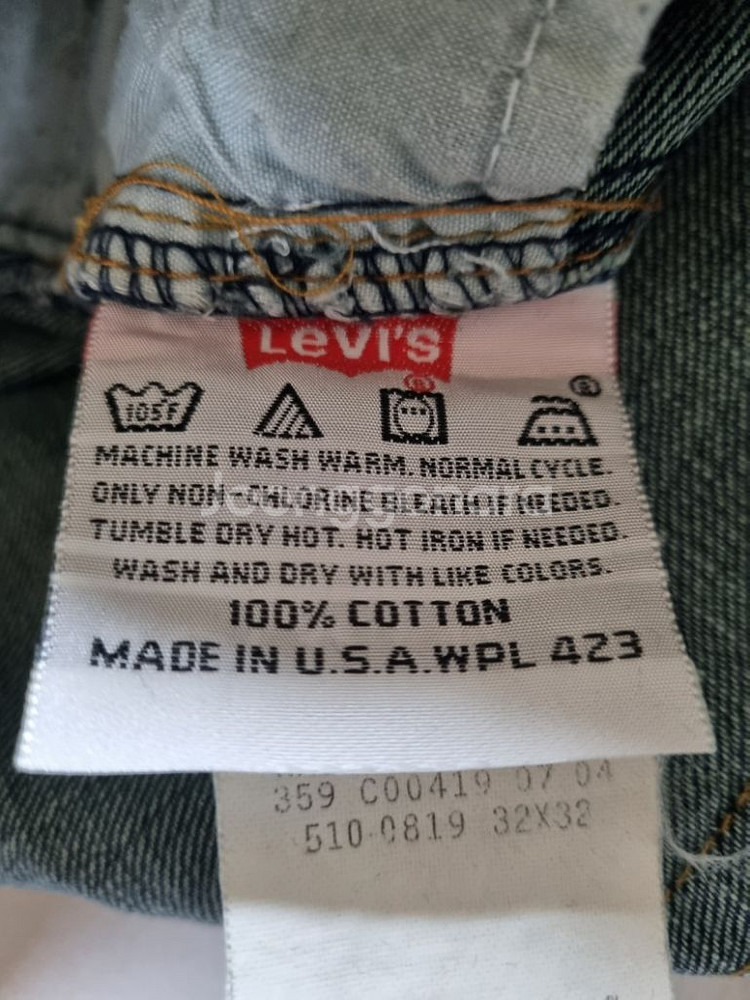 Levi's
105F
MACHINE WASH WARM. NORMAL CYCLE.
ONLY NON-CHLORINE BLEACH IF NEEDED.
TUMBLE DRY HOT. HOT IRON IF NEEDED.
WASH AND DRY WITH LIKE COLORS.
100% COTTON
MADE IN U.S.A. WPL 423
359 C00419 07 04
510-0819 32X32